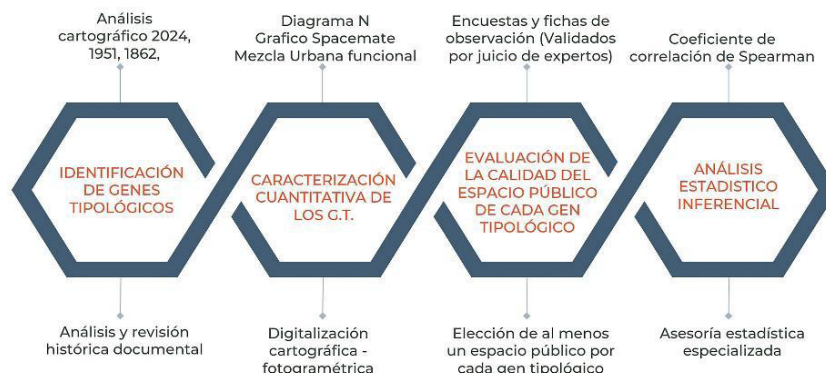 Análisis
cartográfico 2024,
1951, 1862,
Diagrama N
Grafico Spacemate
Mezcla Urbana funcional
Encuestas y fichas de
observación (Validados
por juicio de expertos)
Coeficiente de
correlación de Spearman
IDENTIFICACIÓN
DE GENES
TIPOLÓGICOS
CARACTERIZACIÓN
CUANTITATIVA DE
LOS G.T.
EVALUACIÓN DE
LA CALIDAD DEL
ESPACIO PÚBLICO
DE CADA GEN
TIPOLÓGICO
ANÁLISIS
ESTADISTICO
INFERENCIAL
Análisis y revisión
histórica documental
Digitalización
cartográfica -
fotogramétrica
Elección de al menos
un espacio público por
cada gen tipológico
Asesoría estadística
especializada